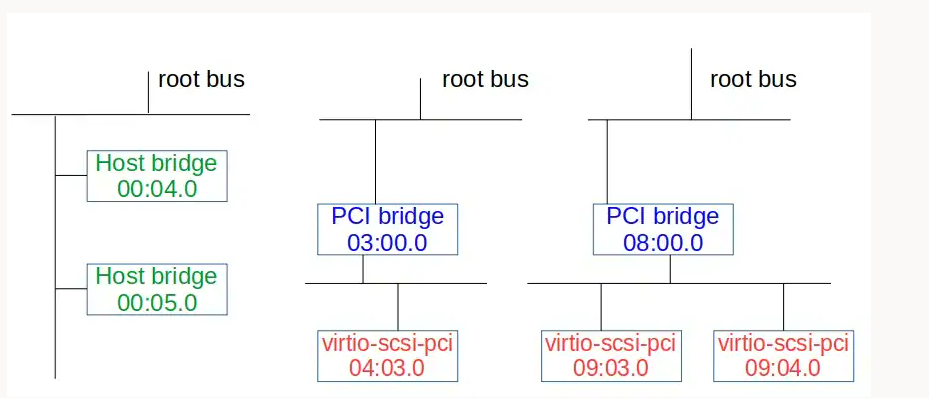 root bus
root bus
root bus
Host bridge
00:04.0
PCI bridge
03:00.0
PCI bridge
08:00.0
Host bridge
00:05.0
virtio-scsi-pci
04:03.0
virtio-scsi-pci
09:03.0
virtio-scsi-pci
09:04.0